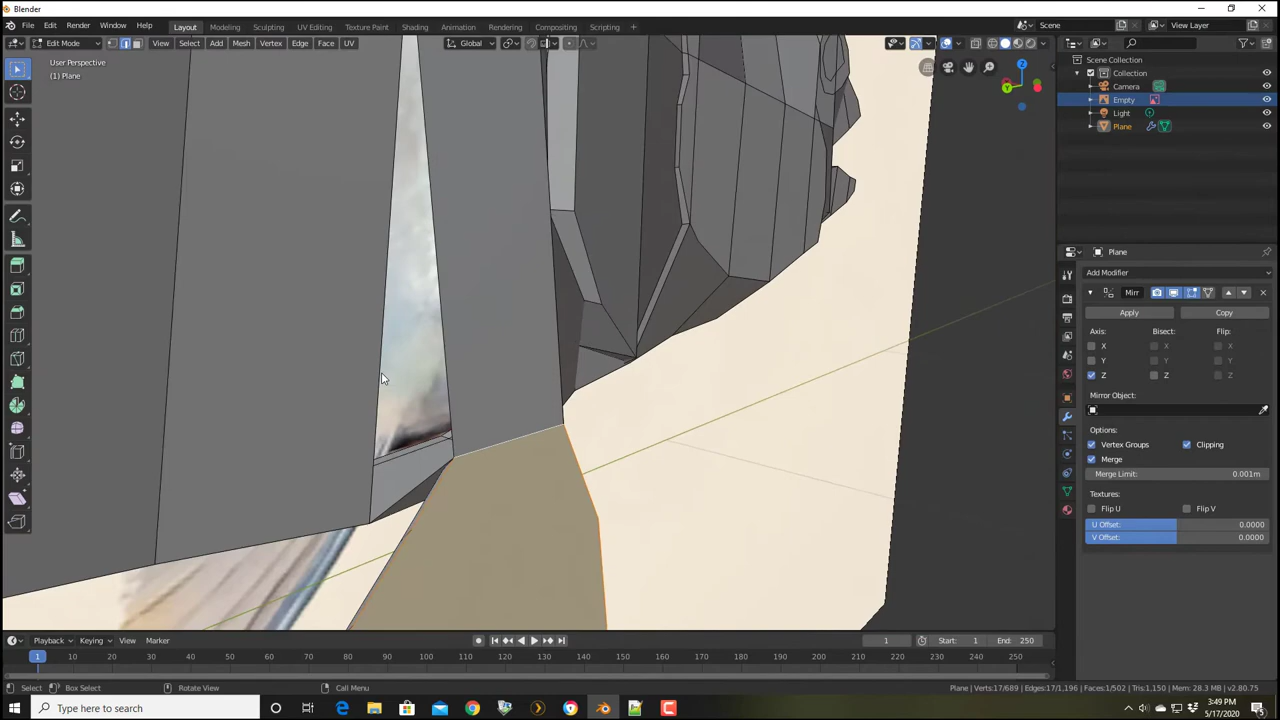 Blender
File Edit Render Window Help Layout Modeling Sculpting UV Editing Texture Paint Shading Animation Rendering Compositing Scripting Scene View Layer
Edit Mode View Select Add Mesh Vertex Edge Face UV Global
User Perspective
(1) Plane
Scene Collection
Collection
Camera
Empty
Light
Plane
Plane
Add Modifier
Mirr
Apply Copy
Axis: Bisect: Flip:
X X X
Y Y Y
Z Z Z
Mirror Object:
Options:
Vertex Groups Clipping
Merge
Merge Limit: 0.001m
Textures:
Flip U Flip V
U Offset: 0.0000
V Offset: 0.0000
Z
Y
Playback Keying View Marker 1 Start: 1 End: 250
1 10 20 30 40 50 60 70 80 90 100 110 120 130 140 150 160 170 180 190 200 210 220 230 240 250
Select Box Select Rotate View Call Menu Plane | Verts:17/689 | Edges:17/1,196 | Faces:1/502 | Tris:1,150 | Mem: 28.3 MB | v2.80.75
Type here to search
3:49 PM
5/17/2020